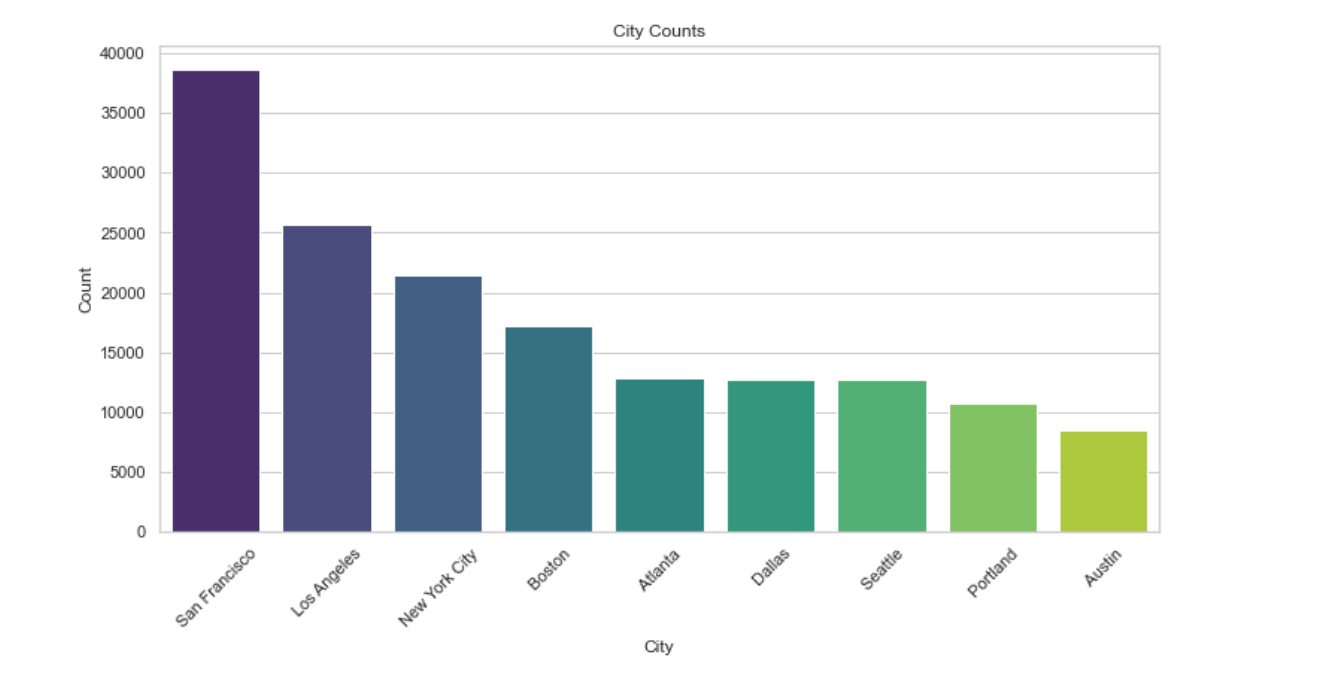 City Counts
40000
35000
30000
25000
20000
15000
10000
5000
0
Count
San Francisco
Los Angeles
New York City
Boston
Atlanta
Dallas
Seattle
Portland
Austin
City